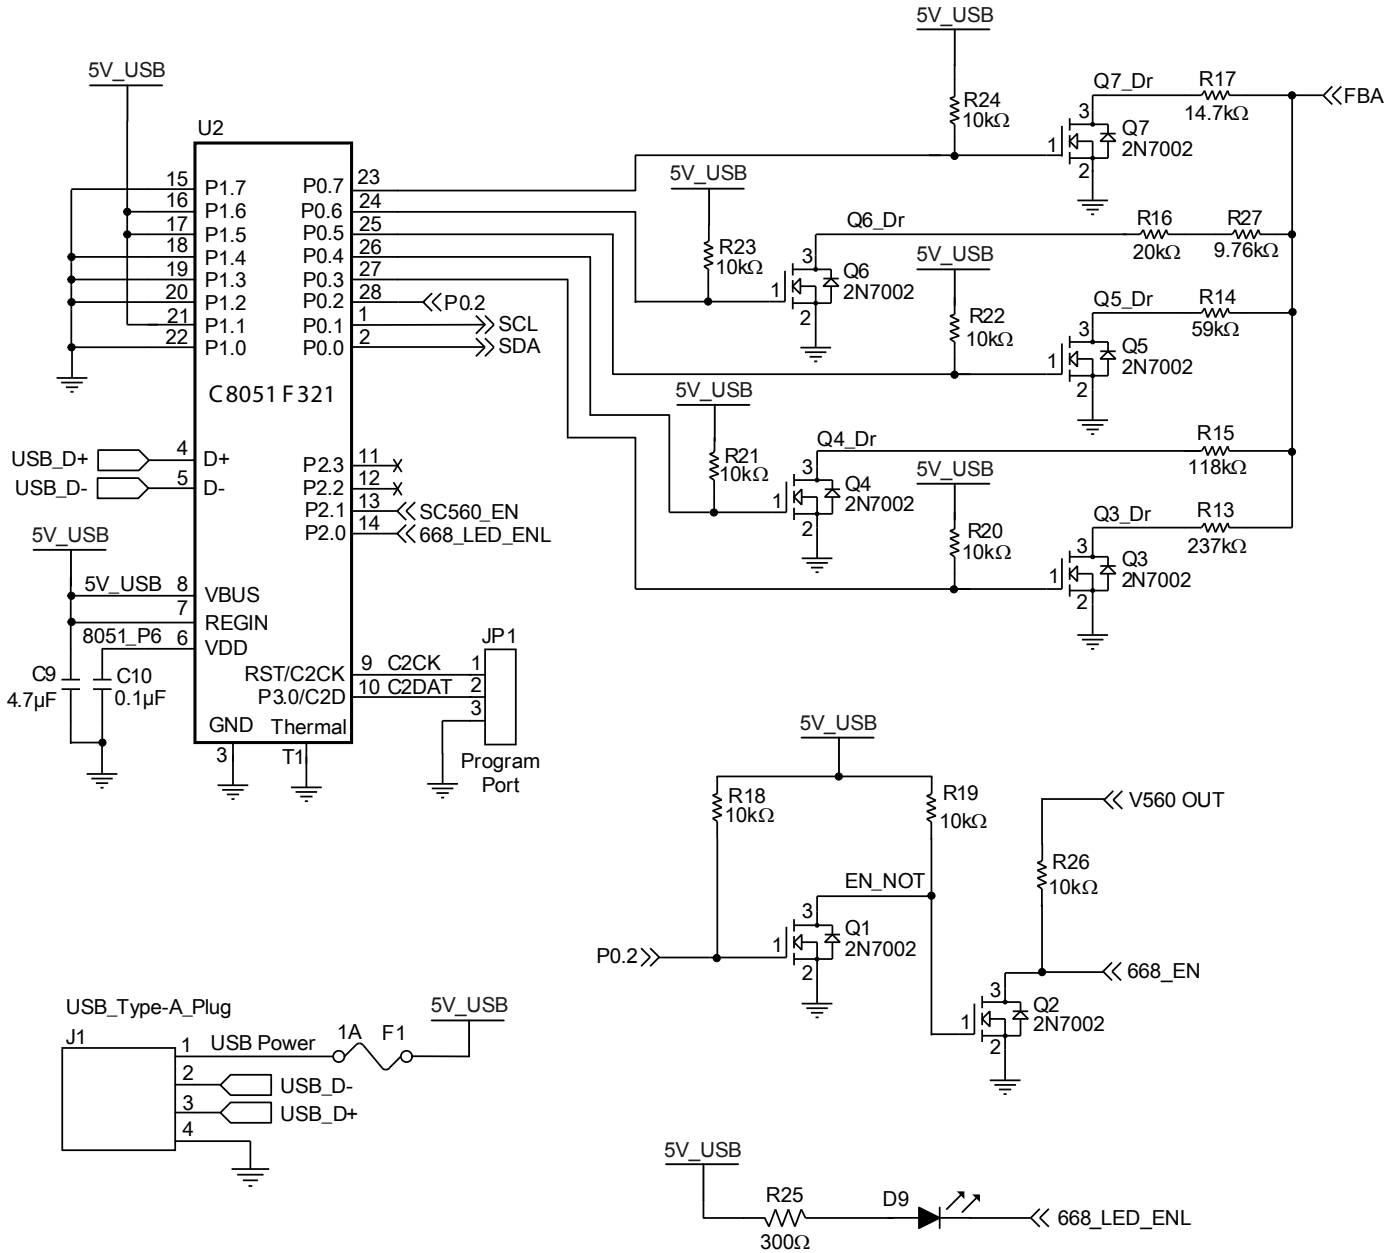 5V_USB
R24
10kΩ
Q7_Dr
R17
14.7kΩ
FBA
3
1
2
Q7
2N7002
5V_USB
U2
15 P1.7
16 P1.6
17 P1.5
18 P1.4
19 P1.3
20 P1.2
21 P1.1
22 P1.0
P0.7 23
P0.6 24
P0.5 25
P0.4 26
P0.3 27
P0.2 28 P0.2
P0.1 1 SCL
P0.0 2 SDA
C8051F321
5V_USB
R23
10kΩ
Q6_Dr
R16
20kΩ
R27
9.76kΩ
3
1
2
Q6
2N7002
5V_USB
R22
10kΩ
Q5_Dr
R14
59kΩ
3
1
2
Q5
2N7002
5V_USB
R21
10kΩ
Q4_Dr
R15
118kΩ
3
1
2
Q4
2N7002
5V_USB
R20
10kΩ
Q3_Dr
R13
237kΩ
3
1
2
Q3
2N7002
USB_D+ 4 D+
USB_D- 5 D-
P2.3 11
P2.2 12
P2.1 13 SC560_EN
P2.0 14 668_LED_ENL
5V_USB
5V_USB 8 VBUS
7 REGIN
8051_P6 6 VDD
C9
4.7µF
C10
0.1µF
RST/C2CK 9 C2CK 1
P3.0/C2D 10 C2DAT 2
3
JP1
Program
Port
GND Thermal
3 T1
5V_USB
R18
10kΩ
R19
10kΩ
EN_NOT
P0.2
3
1
2
Q1
2N7002
V560 OUT
R26
10kΩ
668_EN
3
1
2
Q2
2N7002
USB_Type-A_Plug
J1
1 USB Power 1A F1 5V_USB
2 USB_D-
3 USB_D+
4
5V_USB
R25
300Ω
D9
668_LED_ENL